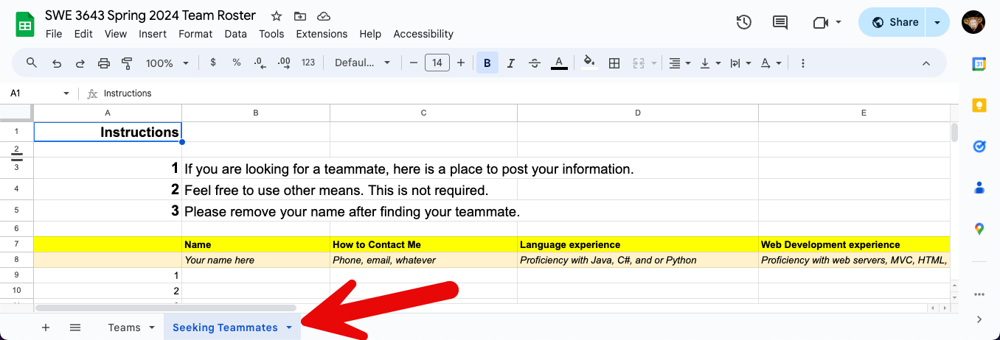 SWE 3643 Spring 2024 Team Roster
File Edit View Insert Format Data Tools Extensions Help Accessibility
Share
100% $ % .0 .00 123 Defaul... 14 B I A A
31
A1 fx Instructions
A B C D E
1 Instructions
2
3 1 If you are looking for a teammate, here is a place to post your information.
4 2 Feel free to use other means. This is not required.
5 3 Please remove your name after finding your teammate.
6
7 Name How to Contact Me Language experience Web Development experience
8 Your name here Phone, email, whatever Proficiency with Java, C#, and or Python Proficiency with web servers, MVC, HTML,
9 1
10 2
Teams Seeking Teammates